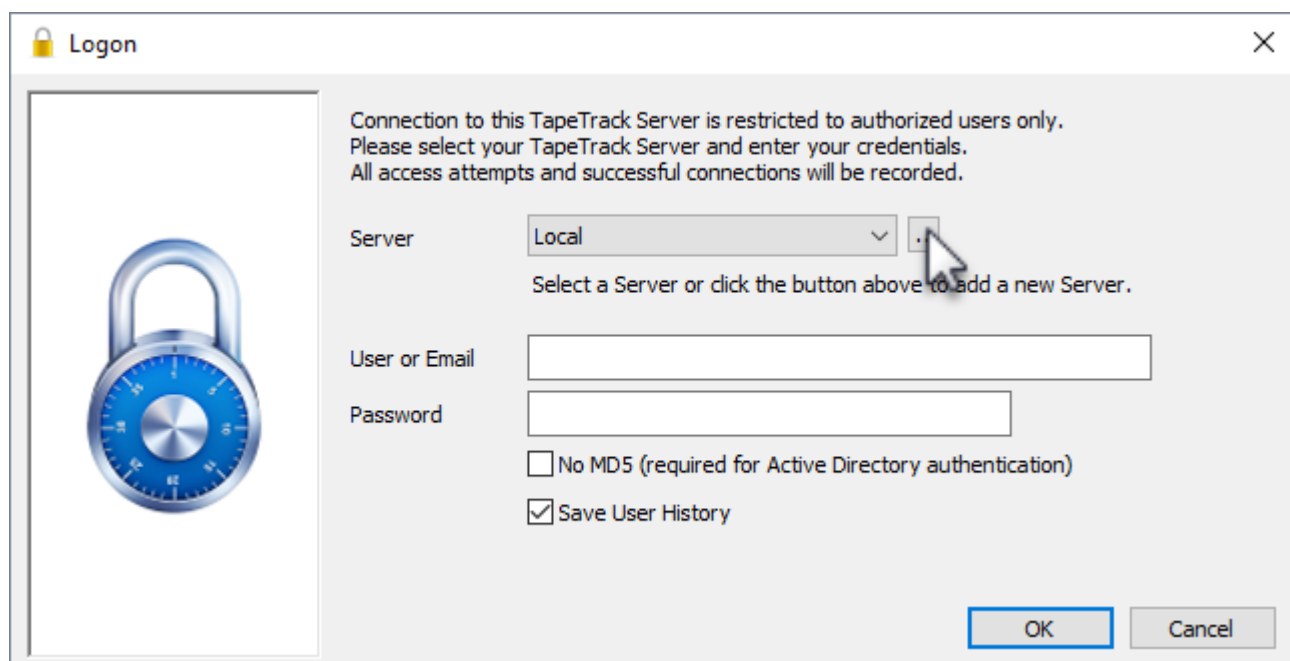 Logon
Connection to this TapeTrack Server is restricted to authorized users only.
Please select your TapeTrack Server and enter your credentials.
All access attempts and successful connections will be recorded.
Server Local
Select a Server or click the button above to add a new Server.
User or Email
Password
No MD5 (required for Active Directory authentication)
Save User History
OK Cancel